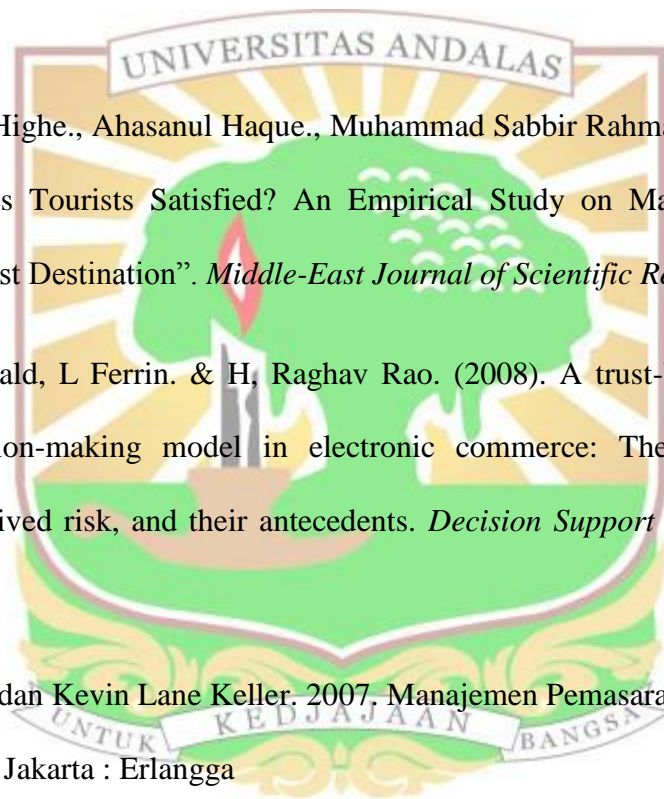 UNIVERSITAS ANDALAS
Highe., Ahasanul Haque., Muhammad Sabbir Rahma
s Tourists Satisfied? An Empirical Study on Ma
st Destination”. Middle-East Journal of Scientific Re
ald, L Ferrin. & H, Raghav Rao. (2008). A trust-
ion-making model in electronic commerce: The
ived risk, and their antecedents. Decision Support
dan Kevin Lane Keller. 2007. Manajemen Pemasara
UNTUK KEDJAJAAN BANGSA
Jakarta : Erlangga